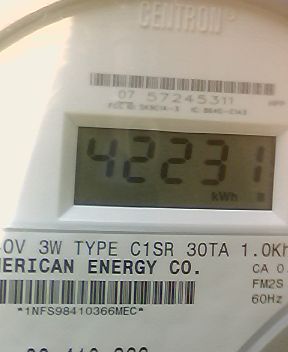 CENTRON
07 57245311
42231
kWh
0V 3W TYPE C1SR 30TA 1.0Kh
MERICAN ENERGY CO.
CA 0.
FM2S
60Hz
*1NFS98410366MEC*